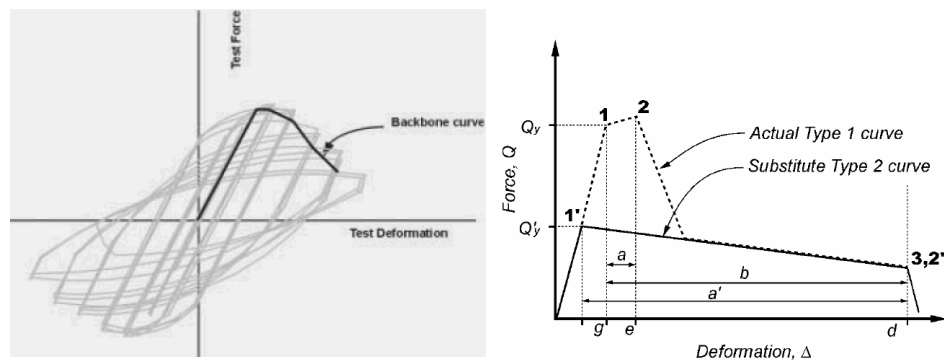 Test Force
Backbone curve
Test Deformation
Force, Q
Qy
Q'y
1
2
1'
3,2'
Actual Type 1 curve
Substitute Type 2 curve
a
b
a'
g
e
d
Deformation, Δ